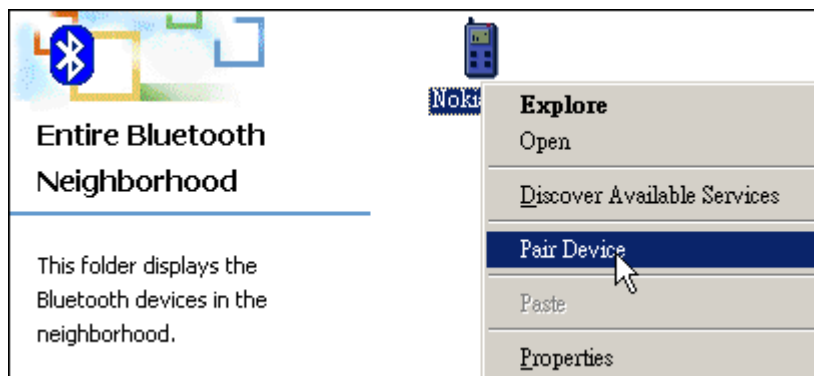 Entire Bluetooth
Neighborhood
This folder displays the
Bluetooth devices in the
neighborhood.
Explore
Open
Discover Available Services
Pair Device
Paste
Properties